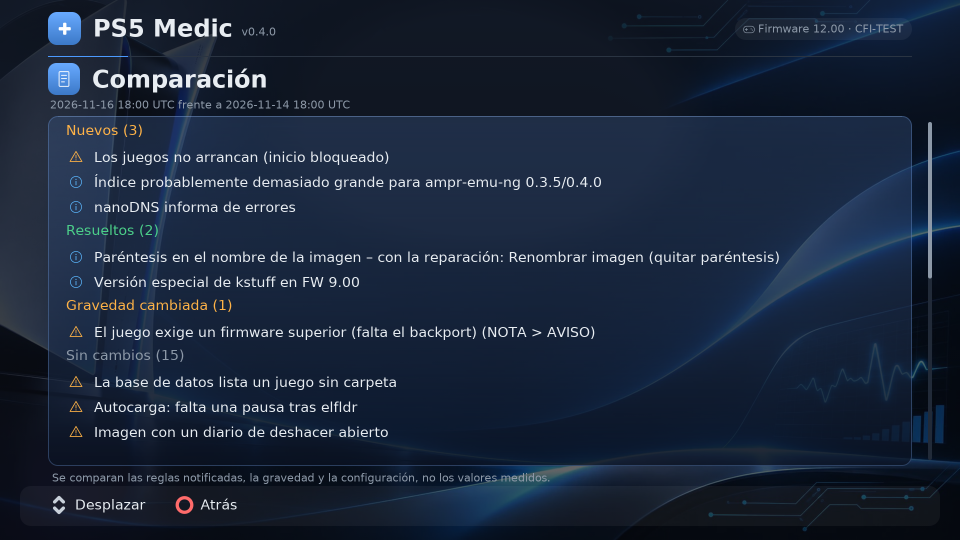 PS5 Medic v0.4.0
Firmware 12.00 · CFI-TEST
Comparación
2026-11-16 18:00 UTC frente a 2026-11-14 18:00 UTC
Nuevos (3)
Los juegos no arrancan (inicio bloqueado)
Índice probablemente demasiado grande para ampr-emu-ng 0.3.5/0.4.0
nanoDNS informa de errores
Resueltos (2)
Paréntesis en el nombre de la imagen – con la reparación: Renombrar imagen (quitar paréntesis)
Versión especial de kstuff en FW 9.00
Gravedad cambiada (1)
El juego exige un firmware superior (falta el backport) (NOTA > AVISO)
Sin cambios (15)
La base de datos lista un juego sin carpeta
Autocarga: falta una pausa tras elfldr
Imagen con un diario de deshacer abierto
Se comparan las reglas notificadas, la gravedad y la configuración, no los valores medidos.
Desplazar
Atrás